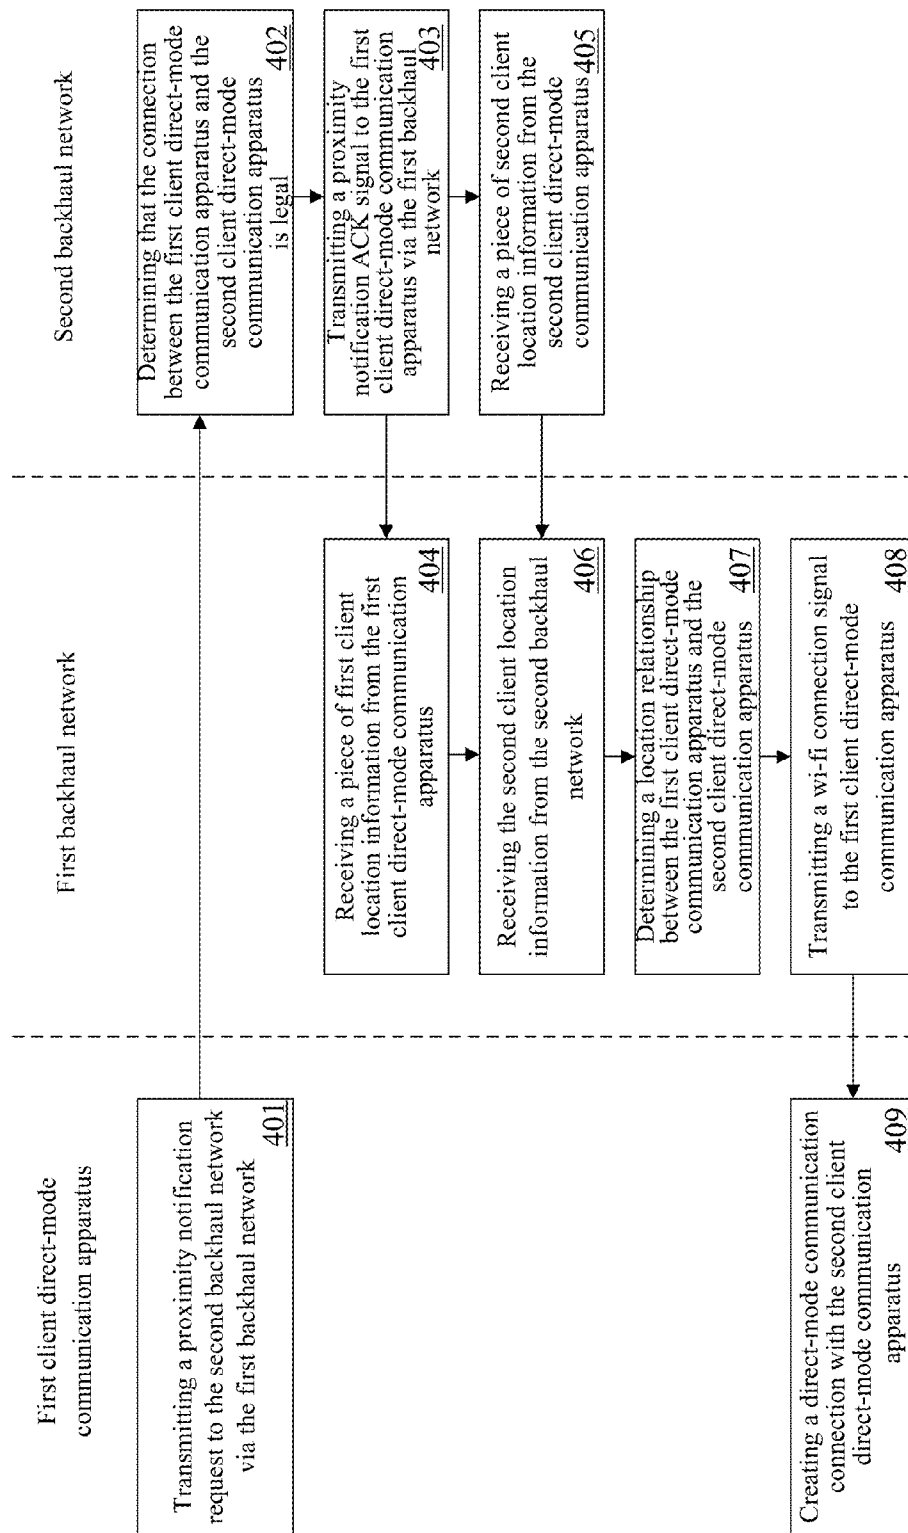 First client direct-mode
communication apparatus
First backhaul network
Second backhaul network
Transmitting a proximity notification
request to the second backhaul network
via the first backhaul network
401
Determining that the connection
between the first client direct-mode
communication apparatus and the
second client direct-mode
communication apparatus
is legal
402
Transmitting a proximity
notification ACK signal to the first
client direct-mode communication
apparatus via the first backhaul
network
403
Receiving a piece of first client
location information from the first
client direct-mode communication
apparatus
404
Receiving a piece of second client
location information from the
second client direct-mode
communication apparatus
405
Receiving the second client location
information from the second backhaul
network
406
Determining a location relationship
between the first client direct-mode
communication apparatus and the
second client direct-mode
communication apparatus
407
Transmitting a wi-fi connection signal
to the first client direct-mode
communication apparatus
408
Creating a direct-mode communication
connection with the second client
direct-mode communication
apparatus
409